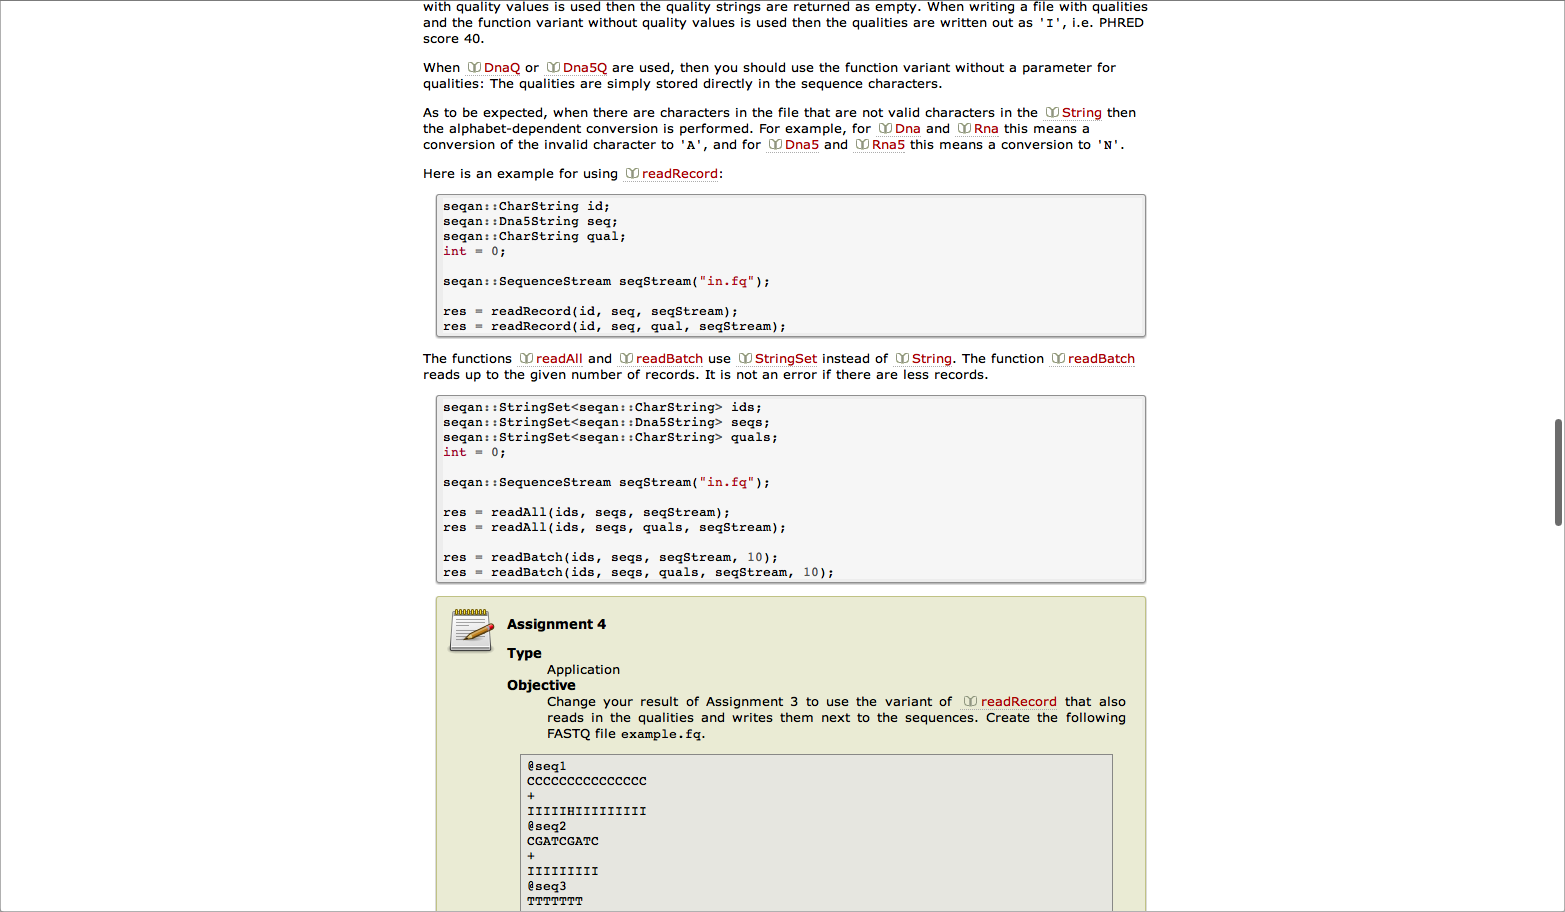 with quality values is used then the quality strings are returned as empty. When writing a file with qualities
and the function variant without quality values is used then the qualities are written out as 'I', i.e. PHRED
score 40.
When DnaQ or Dna5Q are used, then you should use the function variant without a parameter for
qualities: The qualities are simply stored directly in the sequence characters.
As to be expected, when there are characters in the file that are not valid characters in the String then
the alphabet-dependent conversion is performed. For example, for Dna and Rna this means a
conversion of the invalid character to 'A', and for Dna5 and Rna5 this means a conversion to 'N'.
Here is an example for using readRecord:
seqan::CharString id;
seqan::Dna5String seq;
seqan::CharString qual;
int = 0;
seqan::SequenceStream seqStream("in.fq");
res = readRecord(id, seq, seqStream);
res = readRecord(id, seq, qual, seqStream);
The functions readAll and readBatch use StringSet instead of String. The function readBatch
reads up to the given number of records. It is not an error if there are less records.
seqan::StringSet<seqan::CharString> ids;
seqan::StringSet<seqan::Dna5String> seqs;
seqan::StringSet<seqan::CharString> quals;
int = 0;
seqan::SequenceStream seqStream("in.fq");
res = readAll(ids, seqs, seqStream);
res = readAll(ids, seqs, quals, seqStream);
res = readBatch(ids, seqs, seqStream, 10);
res = readBatch(ids, seqs, quals, seqStream, 10);
Assignment 4
Type
Application
Objective
Change your result of Assignment 3 to use the variant of readRecord that also
reads in the qualities and writes them next to the sequences. Create the following
FASTQ file example.fq.
@seq1
CCCCCCCCCCCCCCC
+
IIIIIHIIIIIIIII
@seq2
CGATCGATC
+
IIIIIIIII
@seq3
TTTTTTT